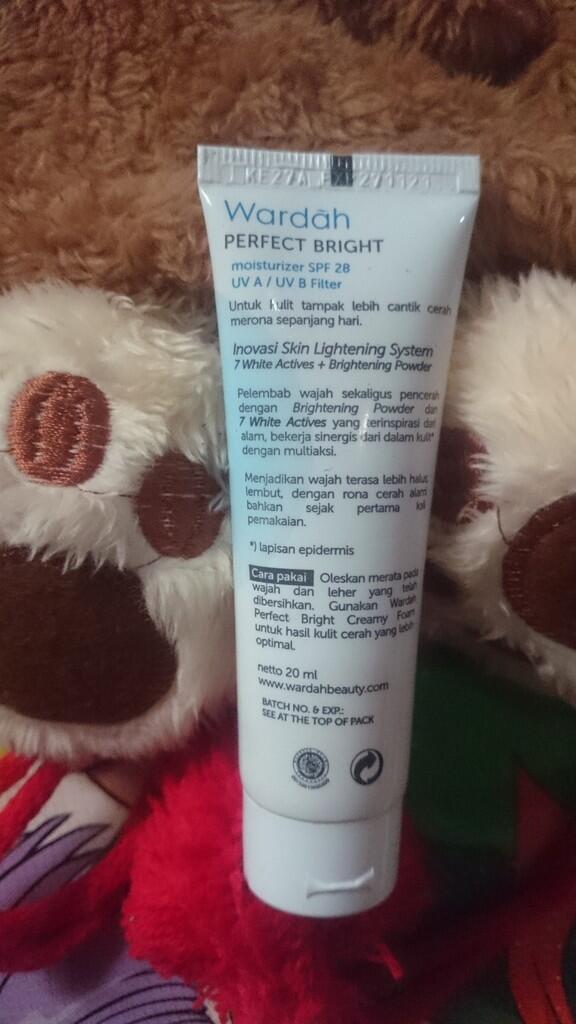 KE27A EXP 271121
Wardāh
PERFECT BRIGHT
moisturizer SPF 28
UV A / UV B Filter
Untuk kulit tampak lebih cantik cerah
merona sepanjang hari.
Inovasi Skin Lightening System
7 White Actives + Brightening Powder
Pelembab wajah sekaligus pencerah
dengan Brightening Powder dan
7 White Actives yang terinspirasi dari
alam, bekerja sinergis dari dalam kulit*
dengan multiaksi.
Menjadikan wajah terasa lebih halus,
lembut, dengan rona cerah alami
bahkan sejak pertama kali
pemakaian.
*) lapisan epidermis
Cara pakai Oleskan merata pada
wajah dan leher yang telah
dibersihkan. Gunakan Wardah
Perfect Bright Creamy Foam
untuk hasil kulit cerah yang lebih
optimal.
netto 20 ml
www.wardahbeauty.com
BATCH NO. & EXP.:
SEE AT THE TOP OF PACK